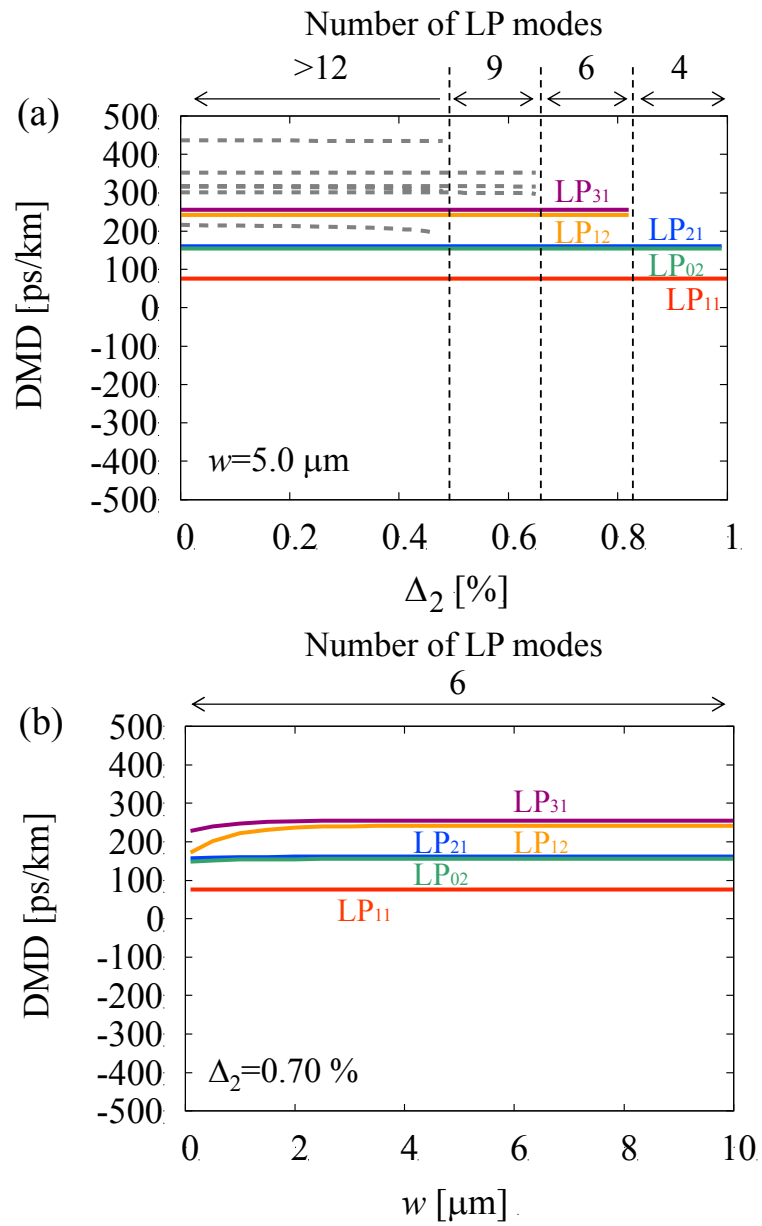 Number of LP modes
>12 9 6 4
(a)
500
400
300
200
100
0
-100
-200
-300
-400
-500
DMD [ps/km]
LP31
LP12
LP21
LP02
LP11
w=5.0 μm
0 0.2 0.4 0.6 0.8 1
Δ2 [%]
Number of LP modes
6
(b)
500
400
300
200
100
0
-100
-200
-300
-400
-500
DMD [ps/km]
LP31
LP21 LP12
LP02
LP11
Δ2=0.70 %
0 2 4 6 8 10
w [μm]